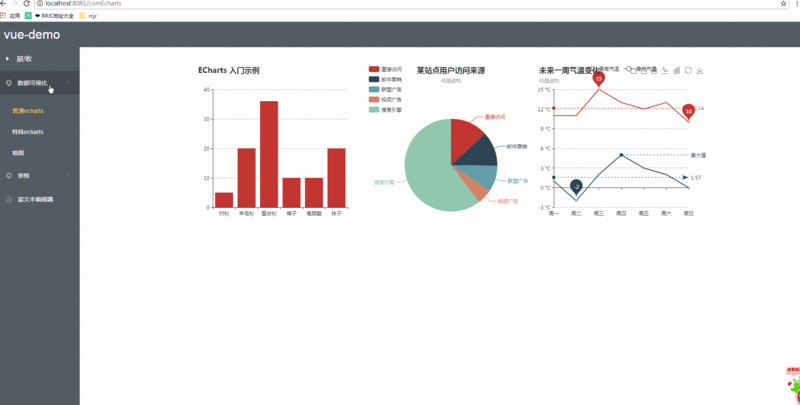 localhost:8081/comEcharts
应用
RIUC地址大全
rrjc
vue-demo
展/收
数据可视化
普通echarts
特殊echarts
地图
表格
富文本编辑器
ECharts 入门示例
40
30
20
10
0
衬衫
羊毛衫
雪纺衫
裤子
高跟鞋
袜子
直接访问
邮件营销
联盟广告
视频广告
搜索引擎
某站点用户访问来源
纯属虚构
直接访问
邮件营销
联盟广告
视频广告
搜索引擎
未来一周气温变化
纯属虚构
最高气温
最低气温
15 °C
12 °C
9 °C
6 °C
3 °C
0 °C
-3 °C
15
10
-2
最大值
1.57
周一
周二
周三
周四
周五
周六
周日